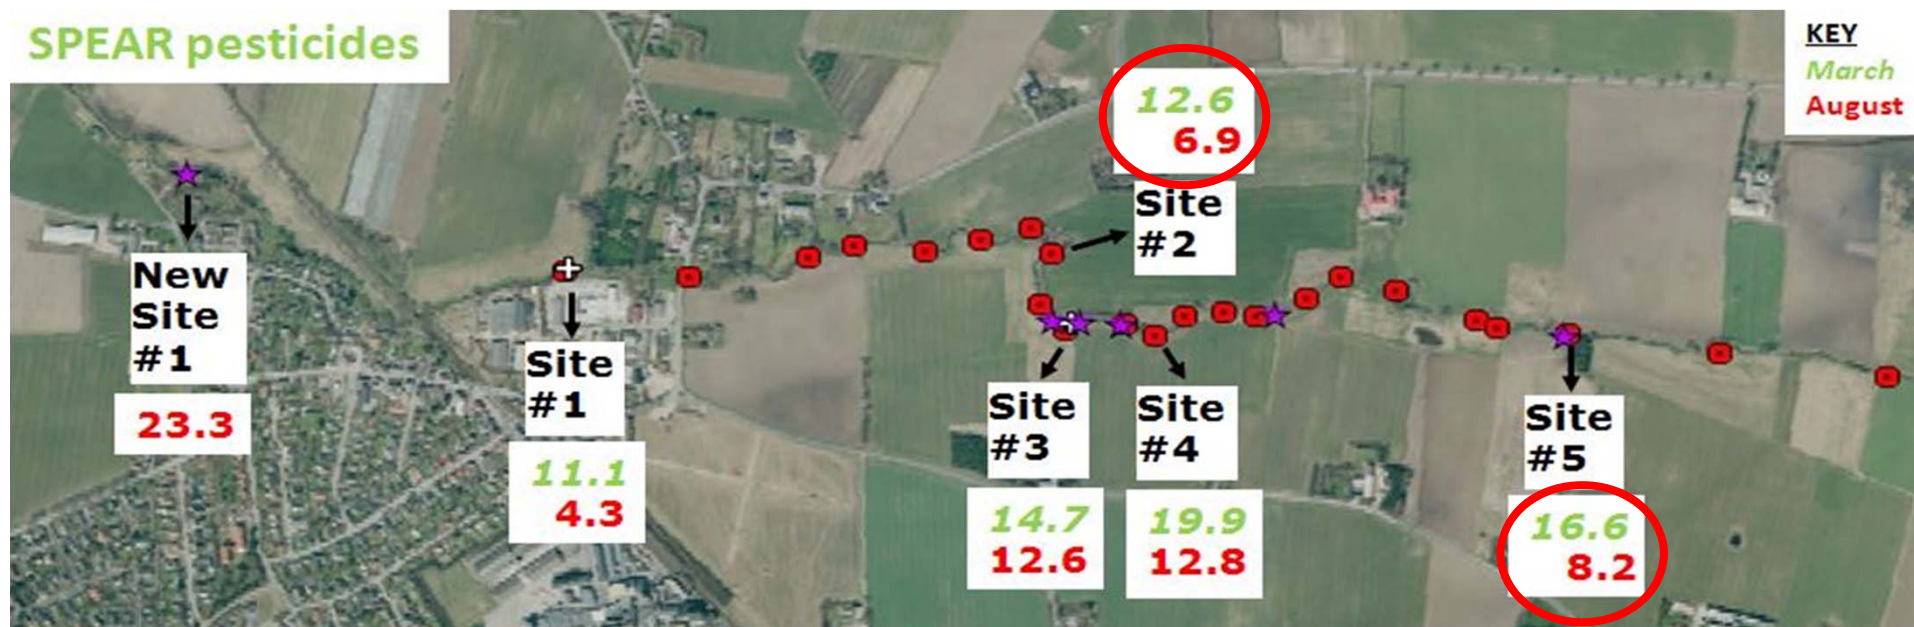 SPEAR pesticides
KEY
March
August
12.6
6.9
Site
#2
New
Site
#1
23.3
Site
#1
11.1
4.3
Site
#3
14.7
12.6
Site
#4
19.9
12.8
Site
#5
16.6
8.2